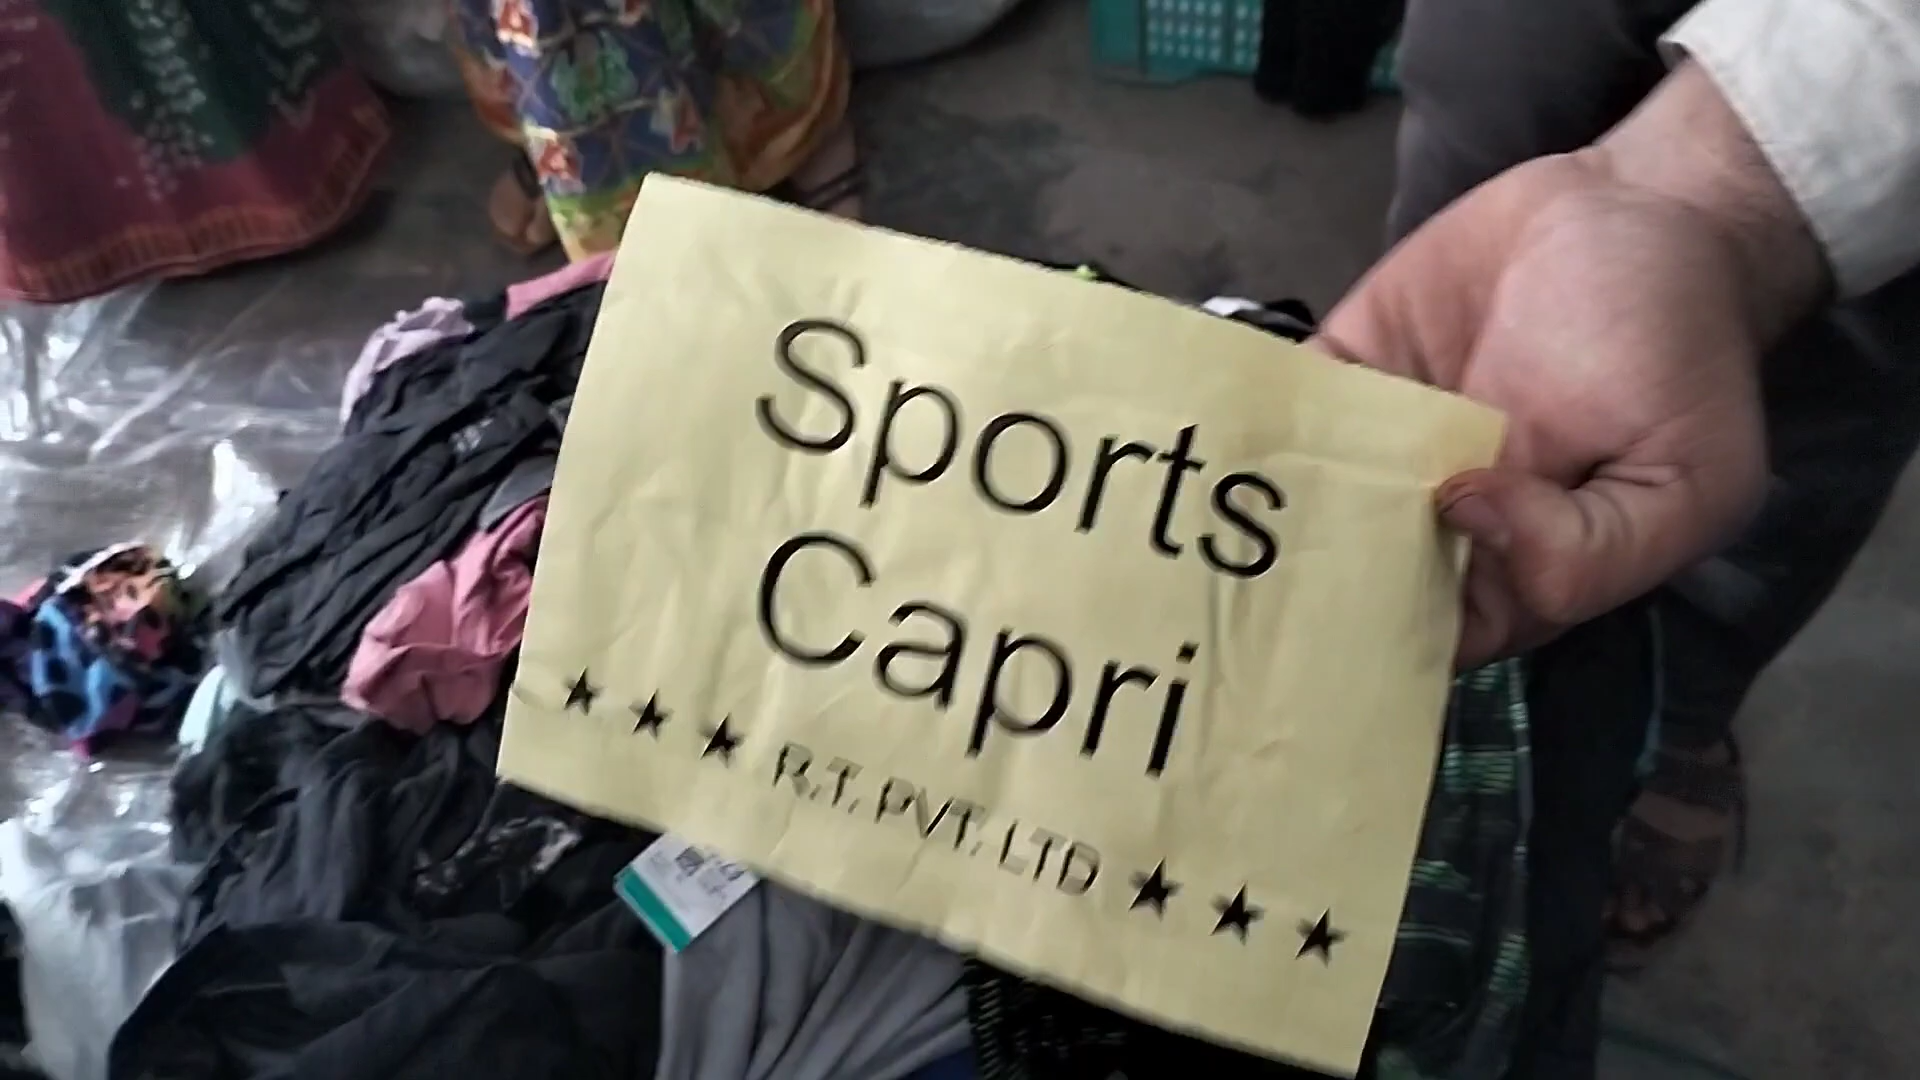 Sports
Capri
★ ★ ★ R.T. PVT. LTD ★ ★ ★